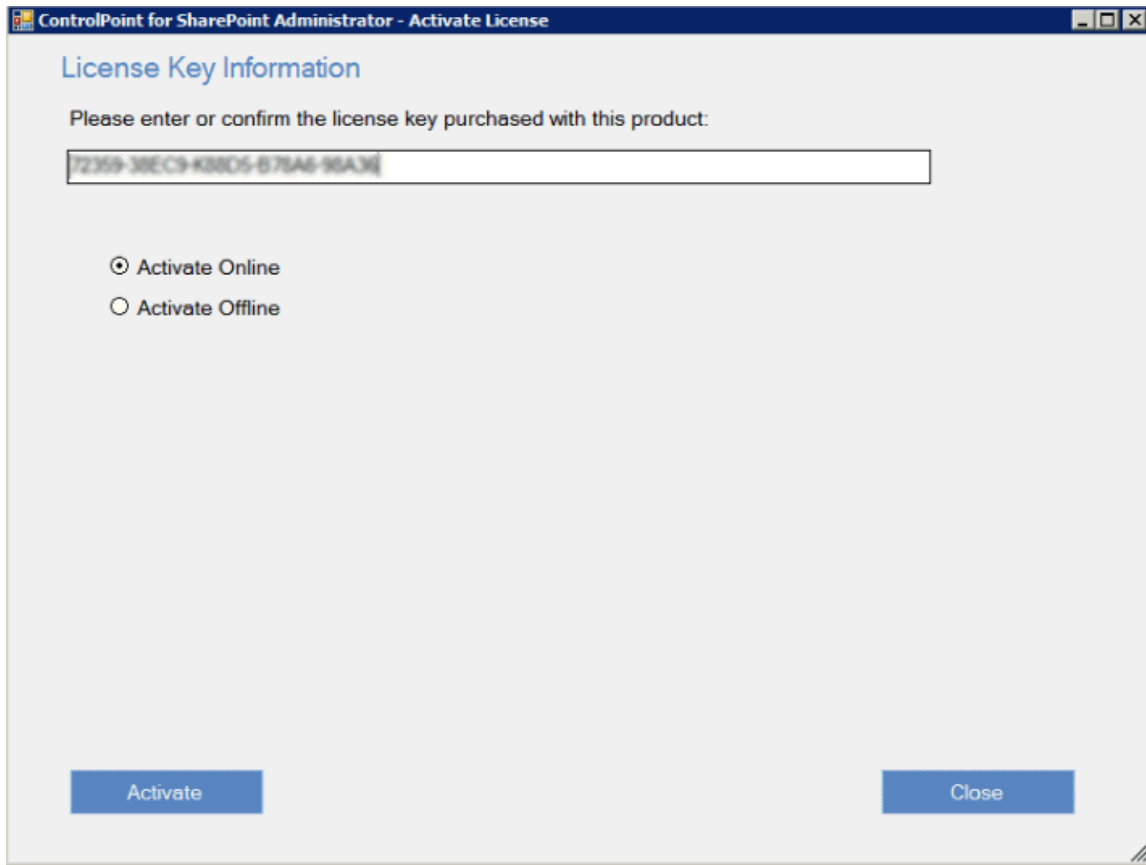 ControlPoint for SharePoint Administrator - Activate License
License Key Information
Please enter or confirm the license key purchased with this product:
Activate Online
Activate Offline
Activate
Close